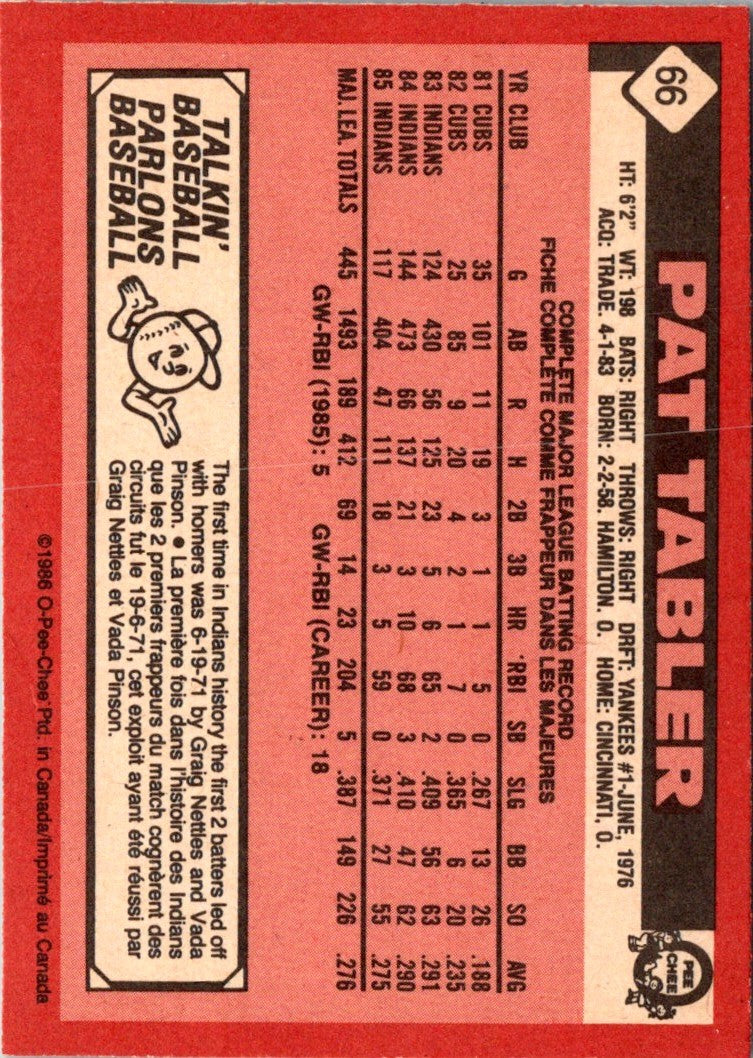 66
PAT TABLER
O PEE CHEE
HT: 6'2" WT: 198 BATS: RIGHT THROWS: RIGHT DRFT: YANKEES #1-JUNE, 1976
ACQ: TRADE. 4-1-83 BORN: 2-2-58. HAMILTON. O. HOME: CINCINNATI, O.
COMPLETE MAJOR LEAGUE BATTING RECORD
FICHE COMPLÈTE COMME FRAPPEUR DANS LES MAJEURES
YR CLUB G AB R H 2B 3B HR RBI SB SLG BB SO AVG
81 CUBS 35 101 11 19 3 1 1 5 0 .267 13 26 .188
82 CUBS 25 85 9 20 4 2 1 7 0 .365 6 20 .235
83 INDIANS 124 430 56 125 23 5 6 65 2 .409 56 63 .291
84 INDIANS 144 473 66 137 21 3 10 68 3 .410 47 62 .290
85 INDIANS 117 404 47 111 18 3 5 59 0 .371 27 55 .275
MAJ. LEA. TOTALS 445 1493 189 412 69 14 23 204 5 .387 149 226 .276
GW-RBI (1985): 5 GW-RBI (CAREER): 18
TALKIN'
BASEBALL
PARLONS
BASEBALL
The first time in Indians history the first 2 batters led off
with homers was 6-19-71 by Graig Nettles and Vada
Pinson. ● La première fois dans l'histoire des Indians
que les 2 premiers frappeurs du match cognèrent des
circuits fut le 19-6-71, cet exploit ayant été réussi par
Graig Nettles et Vada Pinson.
©1986 O-Pee-Chee Ptd. in Canada/Imprimé au Canada